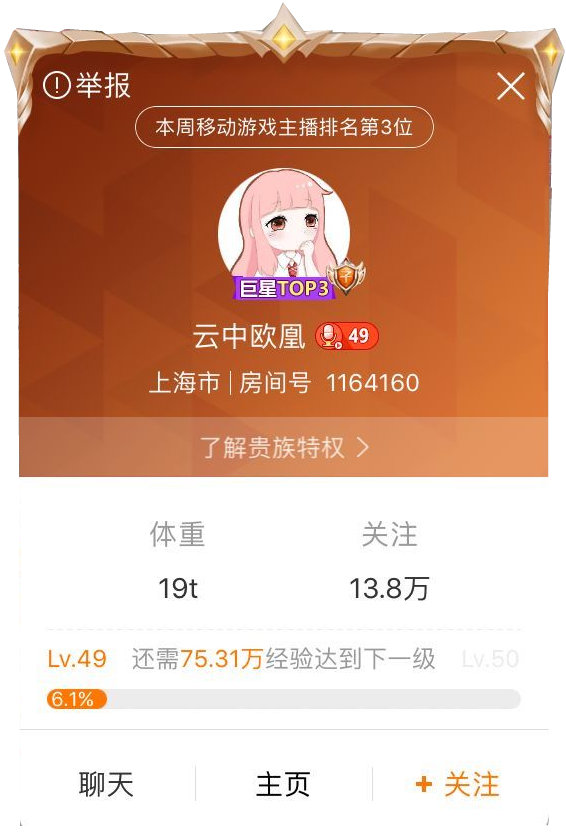 举报
本周移动游戏主播排名第3位
巨星TOP3
子
云中欧凰 49
上海市 | 房间号 1164160
了解贵族特权
体重 关注
19t 13.8万
Lv.49 还需75.31万经验达到下一级 Lv.50
6.1%
聊天 主页 + 关注